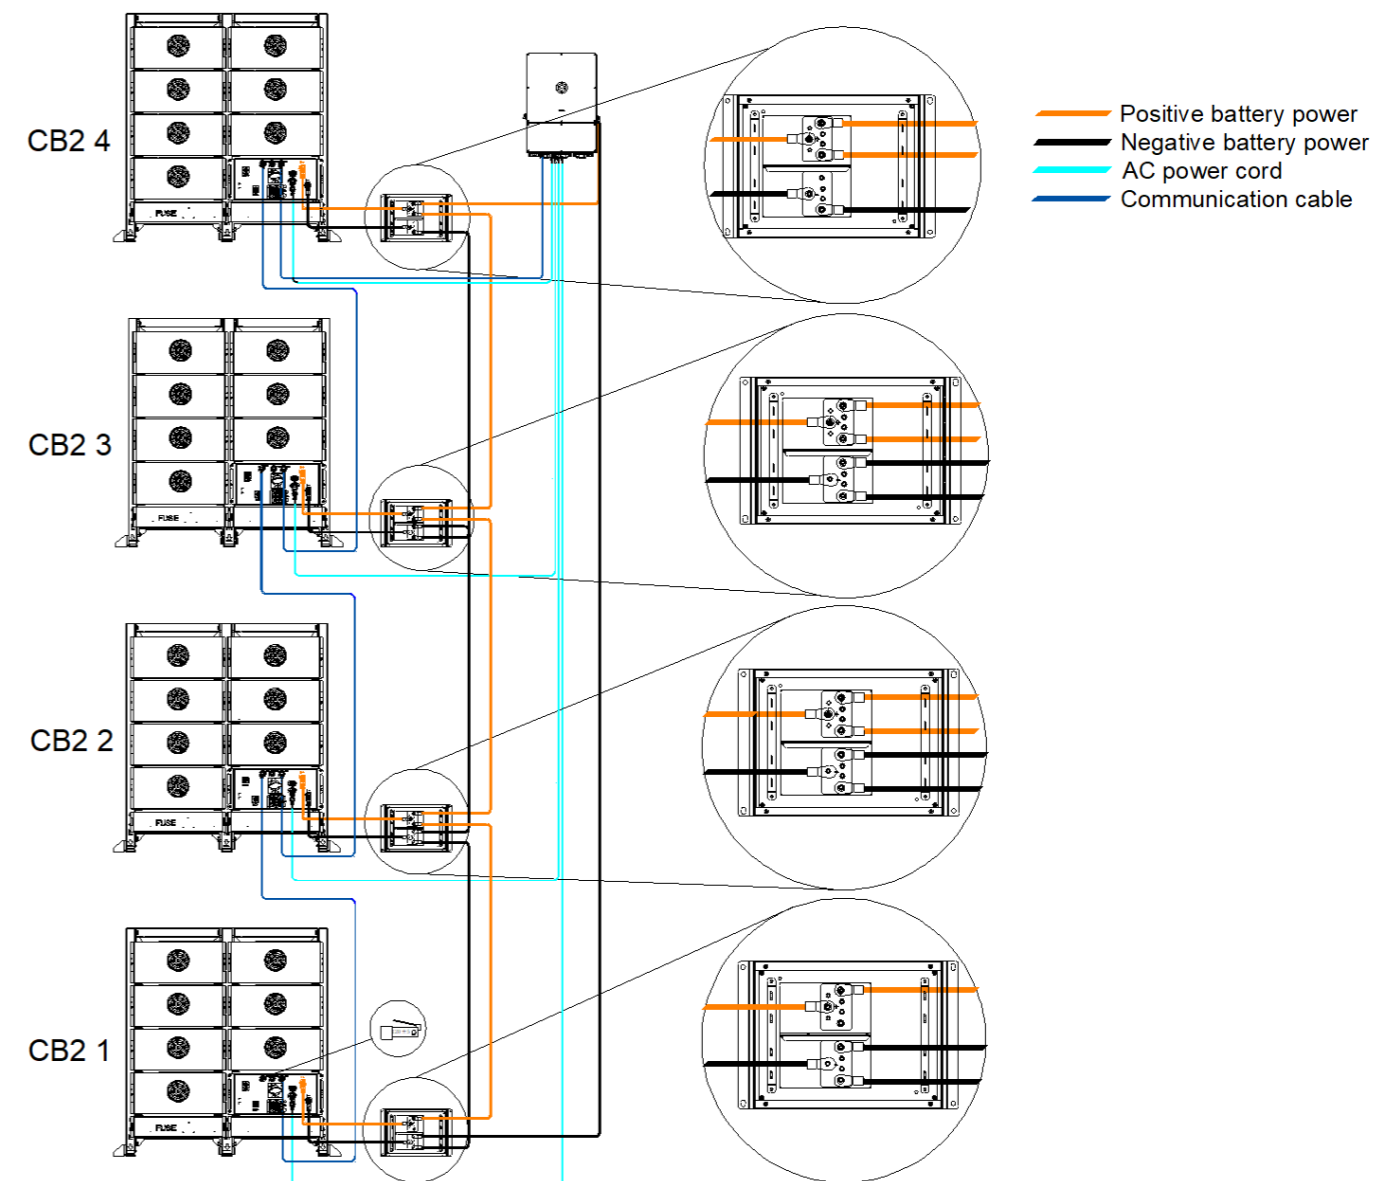 CB2 4
FUSE
Positive battery power
Negative battery power
AC power cord
Communication cable
CB2 3
FUSE
CB2 2
FUSE
CB2 1
FUSE